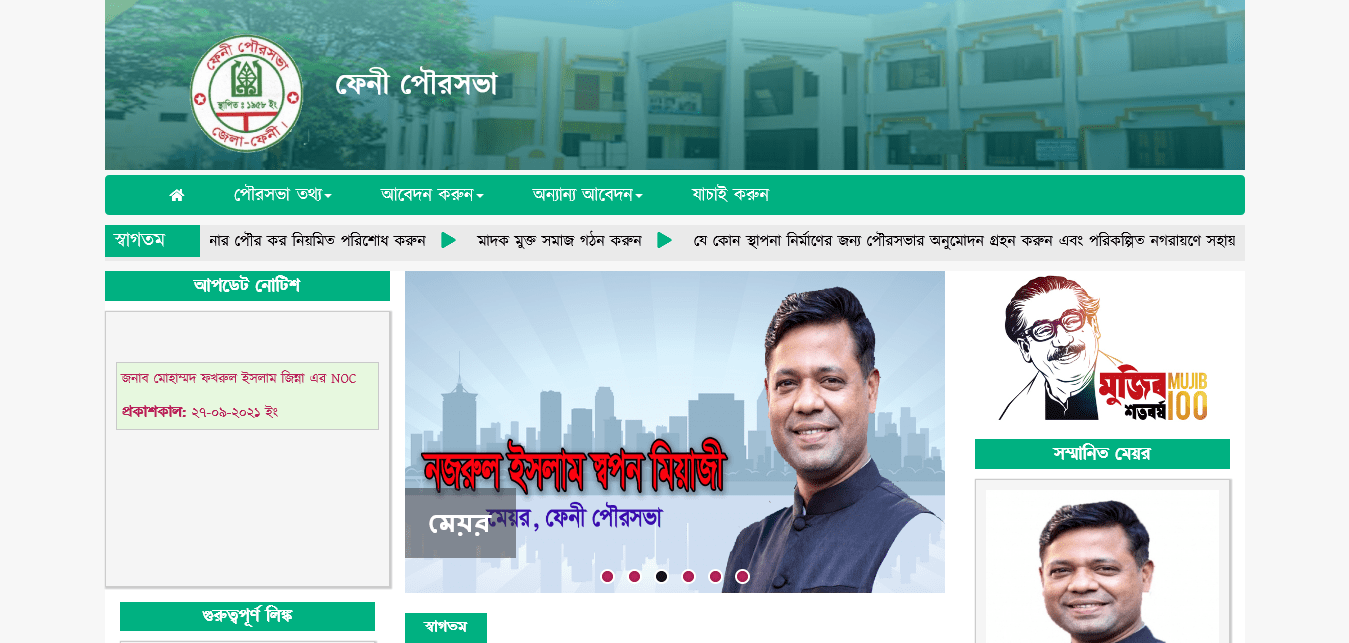 ফেনী পৌরসভা
স্থাপিত : ১৯৫৮ ইং
জেলা-ফেনী।
ফেনী পৌরসভা
পৌরসভা তথ্য
আবেদন করুন
অন্যান্য আবেদন
যাচাই করুন
স্বাগতম
নার পৌর কর নিয়মিত পরিশোধ করুন
মাদক মুক্ত সমাজ গঠন করুন
যে কোন স্থাপনা নির্মাণের জন্য পৌরসভার অনুমোদন গ্রহন করুন এবং পরিকল্পিত নগরায়ণে সহায়
আপডেট নোটিশ
জনাব মোহাম্মদ ফখরুল ইসলাম জিন্না এর NOC
প্রকাশকাল: ২৭-০৯-২০২১ ইং
গুরুত্বপূর্ণ লিঙ্ক
নজরুল ইসলাম স্বপন মিয়াজী
মেয়র, ফেনী পৌরসভা
মেয়র
স্বাগতম
মুজিব
শতবর্ষ
MUJIB
100
সম্মানিত মেয়র